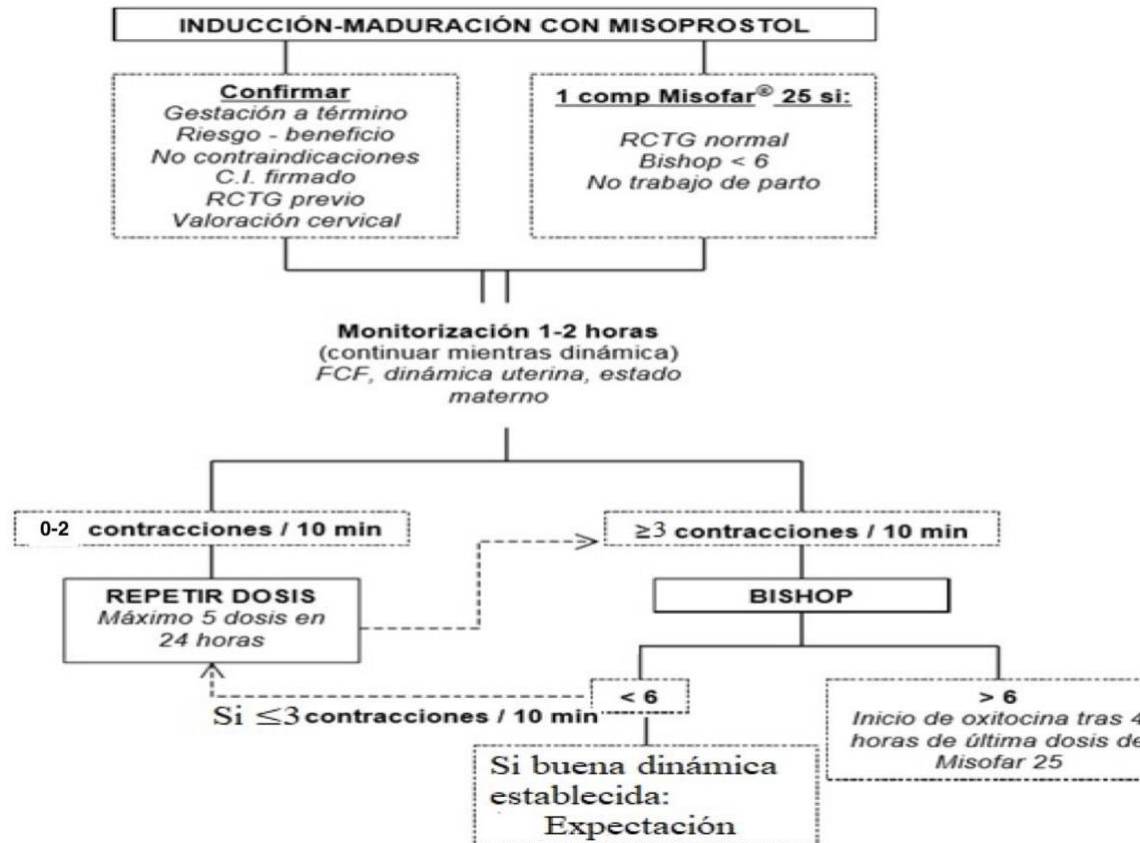 INDUCCIÓN-MADURACIÓN CON MISOPROSTOL
Confirmar
Gestación a término
Riesgo - beneficio
No contraindicaciones
C.I. firmado
RCTG previo
Valoración cervical
1 comp Misofar® 25 si:
RCTG normal
Bishop < 6
No trabajo de parto
Monitorización 1-2 horas
(continuar mientras dinámica)
FCF, dinámica uterina, estado
materno
0-2 contracciones / 10 min
≥3 contracciones / 10 min
REPETIR DOSIS
Máximo 5 dosis en
24 horas
BISHOP
Si ≤3 contracciones / 10 min
< 6
> 6
Inicio de oxitocina tras 4
horas de última dosis de
Misofar 25
Si buena dinámica
establecida:
Expectación